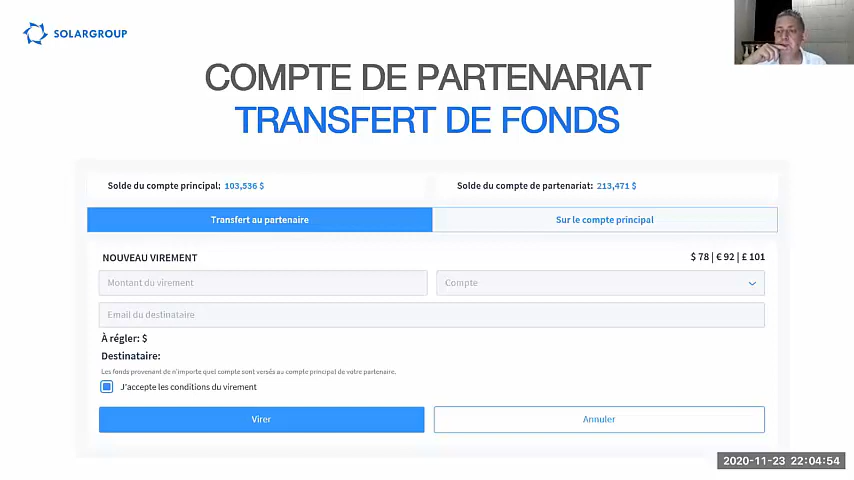 SOLARGROUP
COMPTE DE PARTENARIAT
TRANSFERT DE FONDS
Solde du compte principal: 103,536 $
Solde du compte de partenariat: 213,471 $
Transfert au partenaire
Sur le compte principal
NOUVEAU VIREMENT
$ 78 | € 92 | £ 101
Montant du virement
Compte
Email du destinataire
À régler: $
Destinataire:
Les fonds provenant de n'importe quel compte sont versés au compte principal de votre partenaire.
J'accepte les conditions du virement
Virer
Annuler
2020-11-23 22:04:54